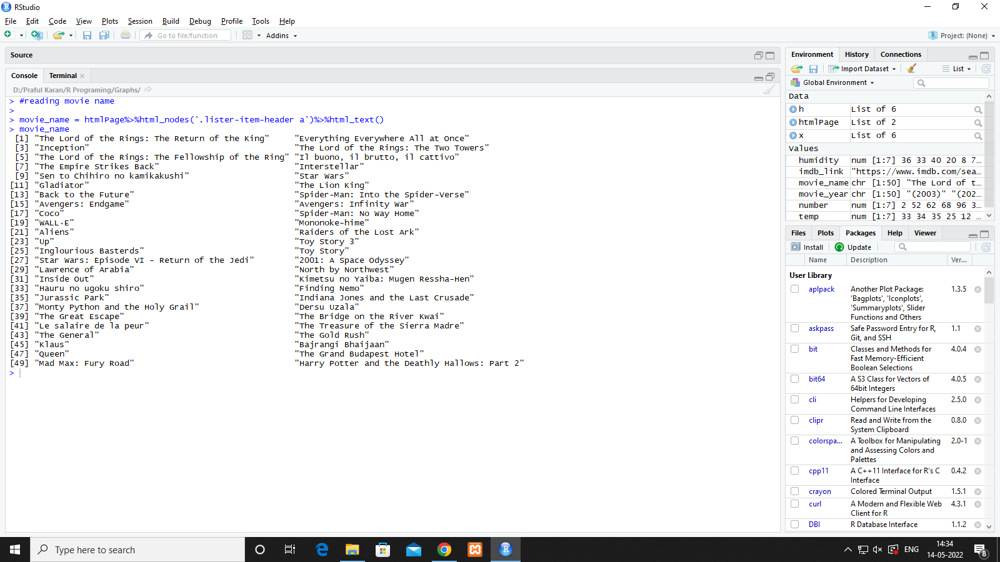 RStudio
File Edit Code View Plots Session Build Debug Profile Tools Help
Go to file/function Addins Project: (None)
Source
Console Terminal
D:/Praful Karan/R Programing/Graphs/
> #reading movie name
>
> movie_name = htmlPage%>%html_nodes('.lister-item-header a')%>%html_text()
> movie_name
[1] "The Lord of the Rings: The Return of the King" "Everything Everywhere All at Once"
[3] "Inception" "The Lord of the Rings: The Two Towers"
[5] "The Lord of the Rings: The Fellowship of the Ring" "Il buono, il brutto, il cattivo"
[7] "The Empire Strikes Back" "Interstellar"
[9] "Sen to Chihiro no kamikakushi" "Star Wars"
[11] "Gladiator" "The Lion King"
[13] "Back to the Future" "Spider-Man: Into the Spider-Verse"
[15] "Avengers: Endgame" "Avengers: Infinity War"
[17] "Coco" "Spider-Man: No Way Home"
[19] "WALL·E" "Mononoke-hime"
[21] "Aliens" "Raiders of the Lost Ark"
[23] "Up" "Toy Story 3"
[25] "Inglourious Basterds" "Toy Story"
[27] "Star Wars: Episode VI - Return of the Jedi" "2001: A Space Odyssey"
[29] "Lawrence of Arabia" "North by Northwest"
[31] "Inside Out" "Kimetsu no Yaiba: Mugen Ressha-Hen"
[33] "Hauru no ugoku shiro" "Finding Nemo"
[35] "Jurassic Park" "Indiana Jones and the Last Crusade"
[37] "Monty Python and the Holy Grail" "Dersu Uzala"
[39] "The Great Escape" "The Bridge on the River Kwai"
[41] "Le salaire de la peur" "The Treasure of the Sierra Madre"
[43] "The General" "The Gold Rush"
[45] "Klaus" "Bajrangi Bhaijaan"
[47] "Queen" "The Grand Budapest Hotel"
[49] "Mad Max: Fury Road" "Harry Potter and the Deathly Hallows: Part 2"
>
Environment History Connections
Import Dataset List
Global Environment
Data
h List of 6
htmlPage List of 2
x List of 6
Values
humidity num [1:7] 36 33 40 20 8 7…
imdb_link "https://www.imdb.com/sea…
movie_name chr [1:50] "The Lord of t…
movie_year chr [1:50] "(2003)" "(202…
number num [1:7] 2 52 62 68 96 3…
temp num [1:7] 33 34 35 25 12 …
Files Plots Packages Help Viewer
Install Update
Name Description Ver...
User Library
aplpack Another Plot Package: 1.3.5
'Bagplots', 'Iconplots',
'Summaryplots', Slider
Functions and Others
askpass Safe Password Entry for R, 1.1
Git, and SSH
bit Classes and Methods for 4.0.4
Fast Memory-Efficient
Boolean Selections
bit64 A S3 Class for Vectors of 4.0.5
64bit Integers
cli Helpers for Developing 2.5.0
Command Line Interfaces
clipr Read and Write from the 0.8.0
System Clipboard
colorspa... A Toolbox for Manipulating 2.0-1
and Assessing Colors and
Palettes
cpp11 A C++11 Interface for R's C 0.4.2
Interface
crayon Colored Terminal Output 1.5.1
curl A Modern and Flexible Web 4.3.1
Client for R
DBI R Database Interface 1.1.2
Type here to search
ENG
14:34
14-05-2022
8